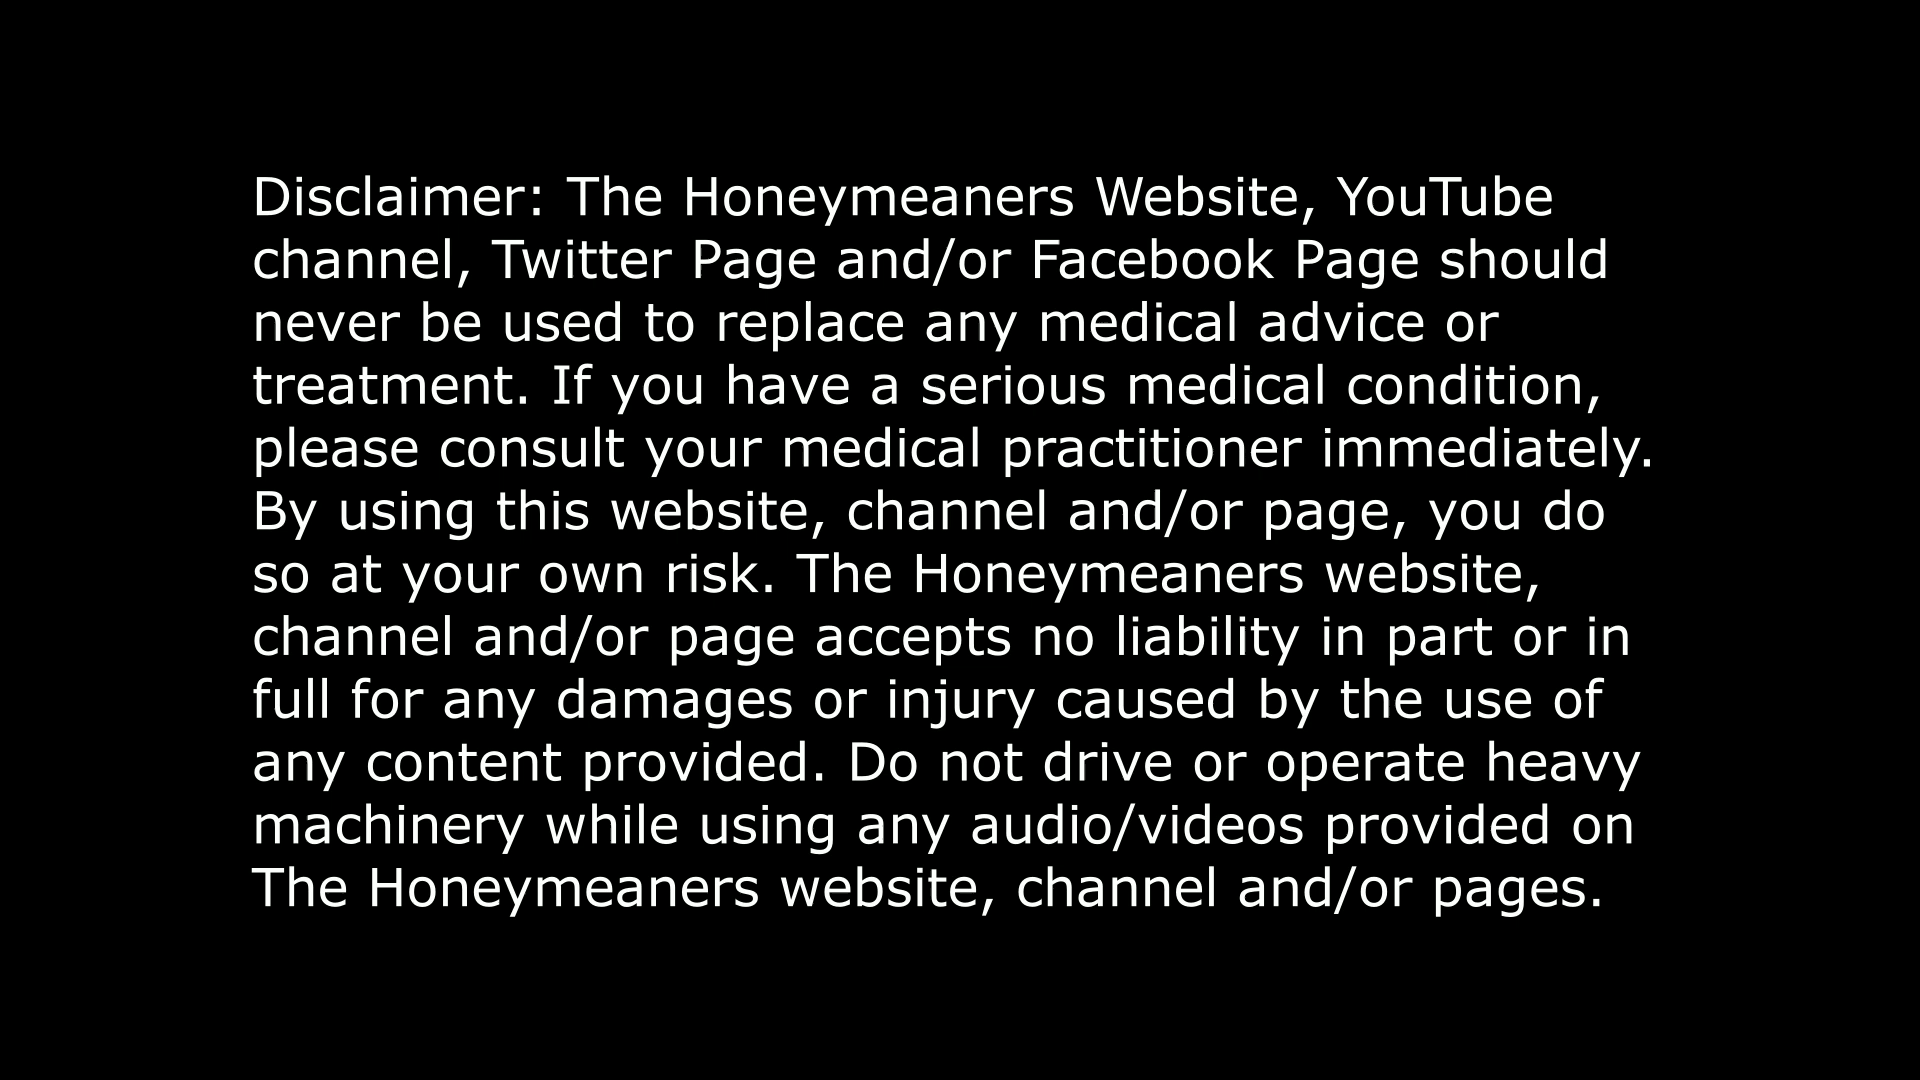 Disclaimer: The Honeymeaners Website, YouTube
channel, Twitter Page and/or Facebook Page should
never be used to replace any medical advice or
treatment. If you have a serious medical condition,
please consult your medical practitioner immediately.
By using this website, channel and/or page, you do
so at your own risk. The Honeymeaners website,
channel and/or page accepts no liability in part or in
full for any damages or injury caused by the use of
any content provided. Do not drive or operate heavy
machinery while using any audio/videos provided on
The Honeymeaners website, channel and/or pages.